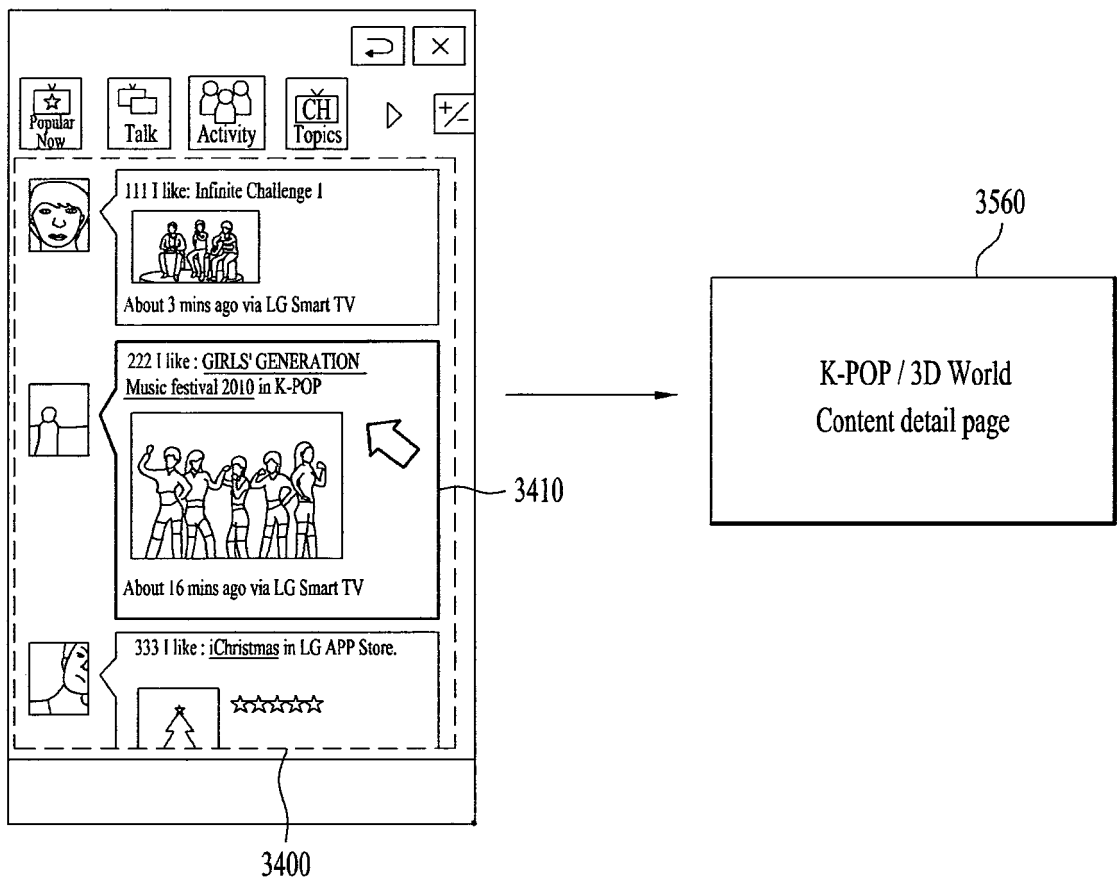 Popular
Now
Talk
Activity
CH
Topics
+/-
111 I like: Infinite Challenge 1
About 3 mins ago via LG Smart TV
222 I like : GIRLS' GENERATION
Music festival 2010 in K-POP
About 16 mins ago via LG Smart TV
333 I like : iChristmas in LG APP Store.
3410
3400
3560
K-POP / 3D World
Content detail page